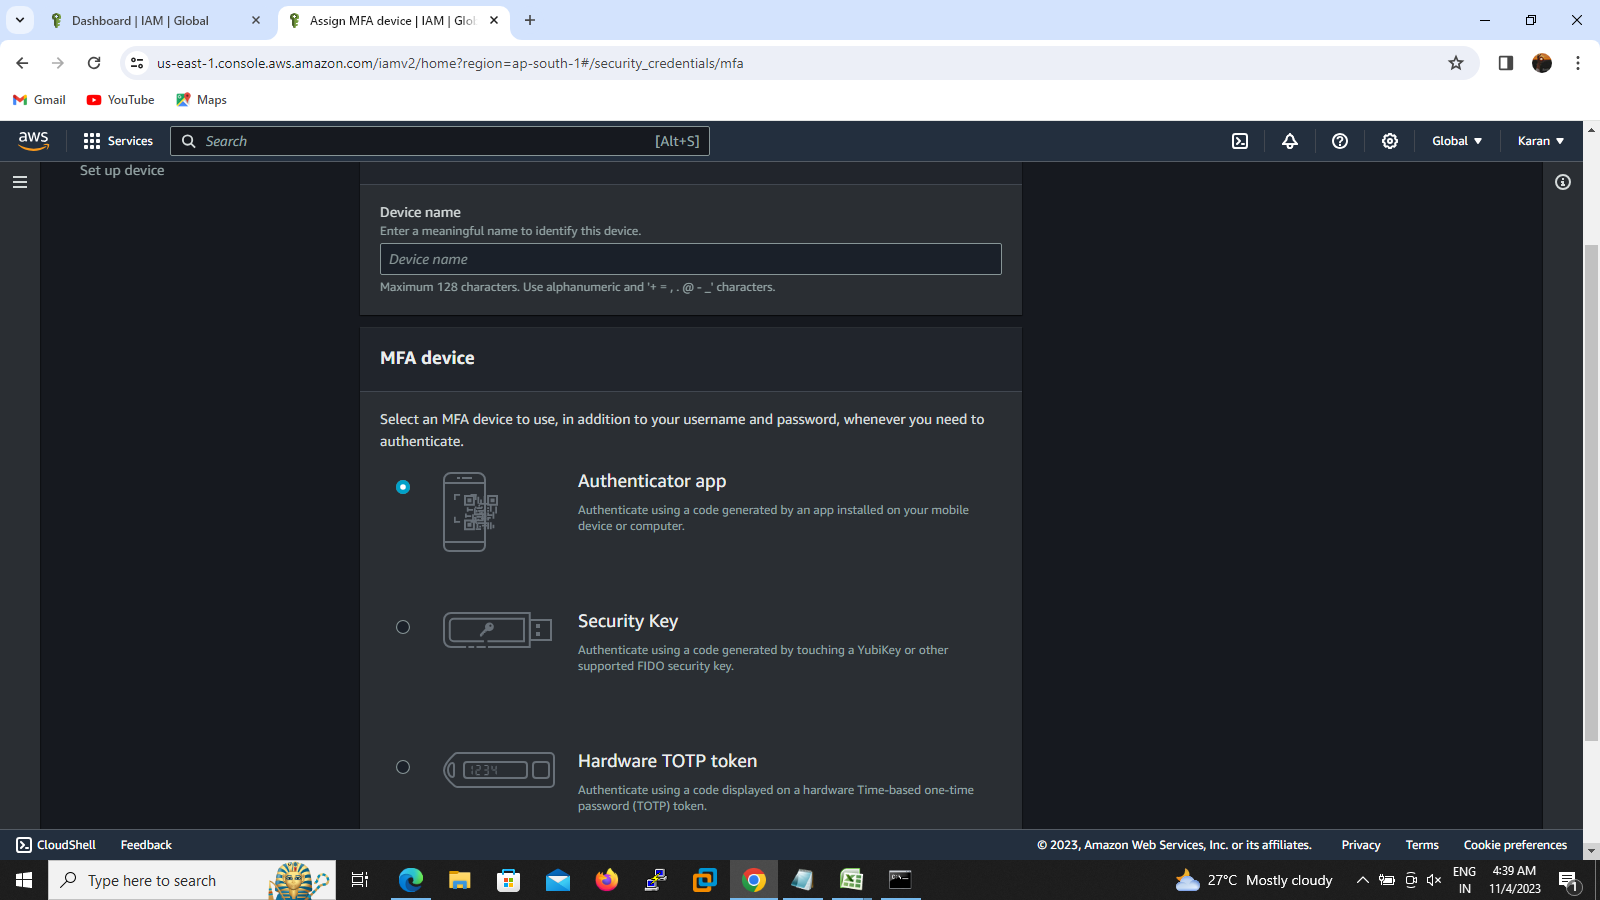 Dashboard | IAM | Global
Assign MFA device | IAM | Glo
us-east-1.console.aws.amazon.com/iamv2/home?region=ap-south-1#/security_credentials/mfa
Gmail
YouTube
Maps
aws
Services
Search
[Alt+S]
Global
Karan
Set up device
Device name
Enter a meaningful name to identify this device.
Device name
Maximum 128 characters. Use alphanumeric and '+ = , . @ - _' characters.
MFA device
Select an MFA device to use, in addition to your username and password, whenever you need to
authenticate.
Authenticator app
Authenticate using a code generated by an app installed on your mobile
device or computer.
Security Key
Authenticate using a code generated by touching a YubiKey or other
supported FIDO security key.
1234
Hardware TOTP token
Authenticate using a code displayed on a hardware Time-based one-time
password (TOTP) token.
CloudShell
Feedback
© 2023, Amazon Web Services, Inc. or its affiliates.
Privacy
Terms
Cookie preferences
Type here to search
27°C Mostly cloudy
ENG
IN
4:39 AM
11/4/2023
1